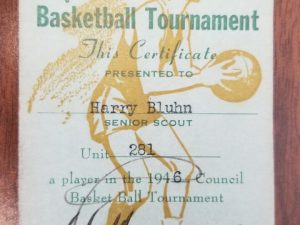 Basketball Tournament
This Certificate
PRESENTED TO
Harry Bluhn
SENIOR SCOUT
Unit 281
a player in the 1946 Council
Basket Ball Tournament